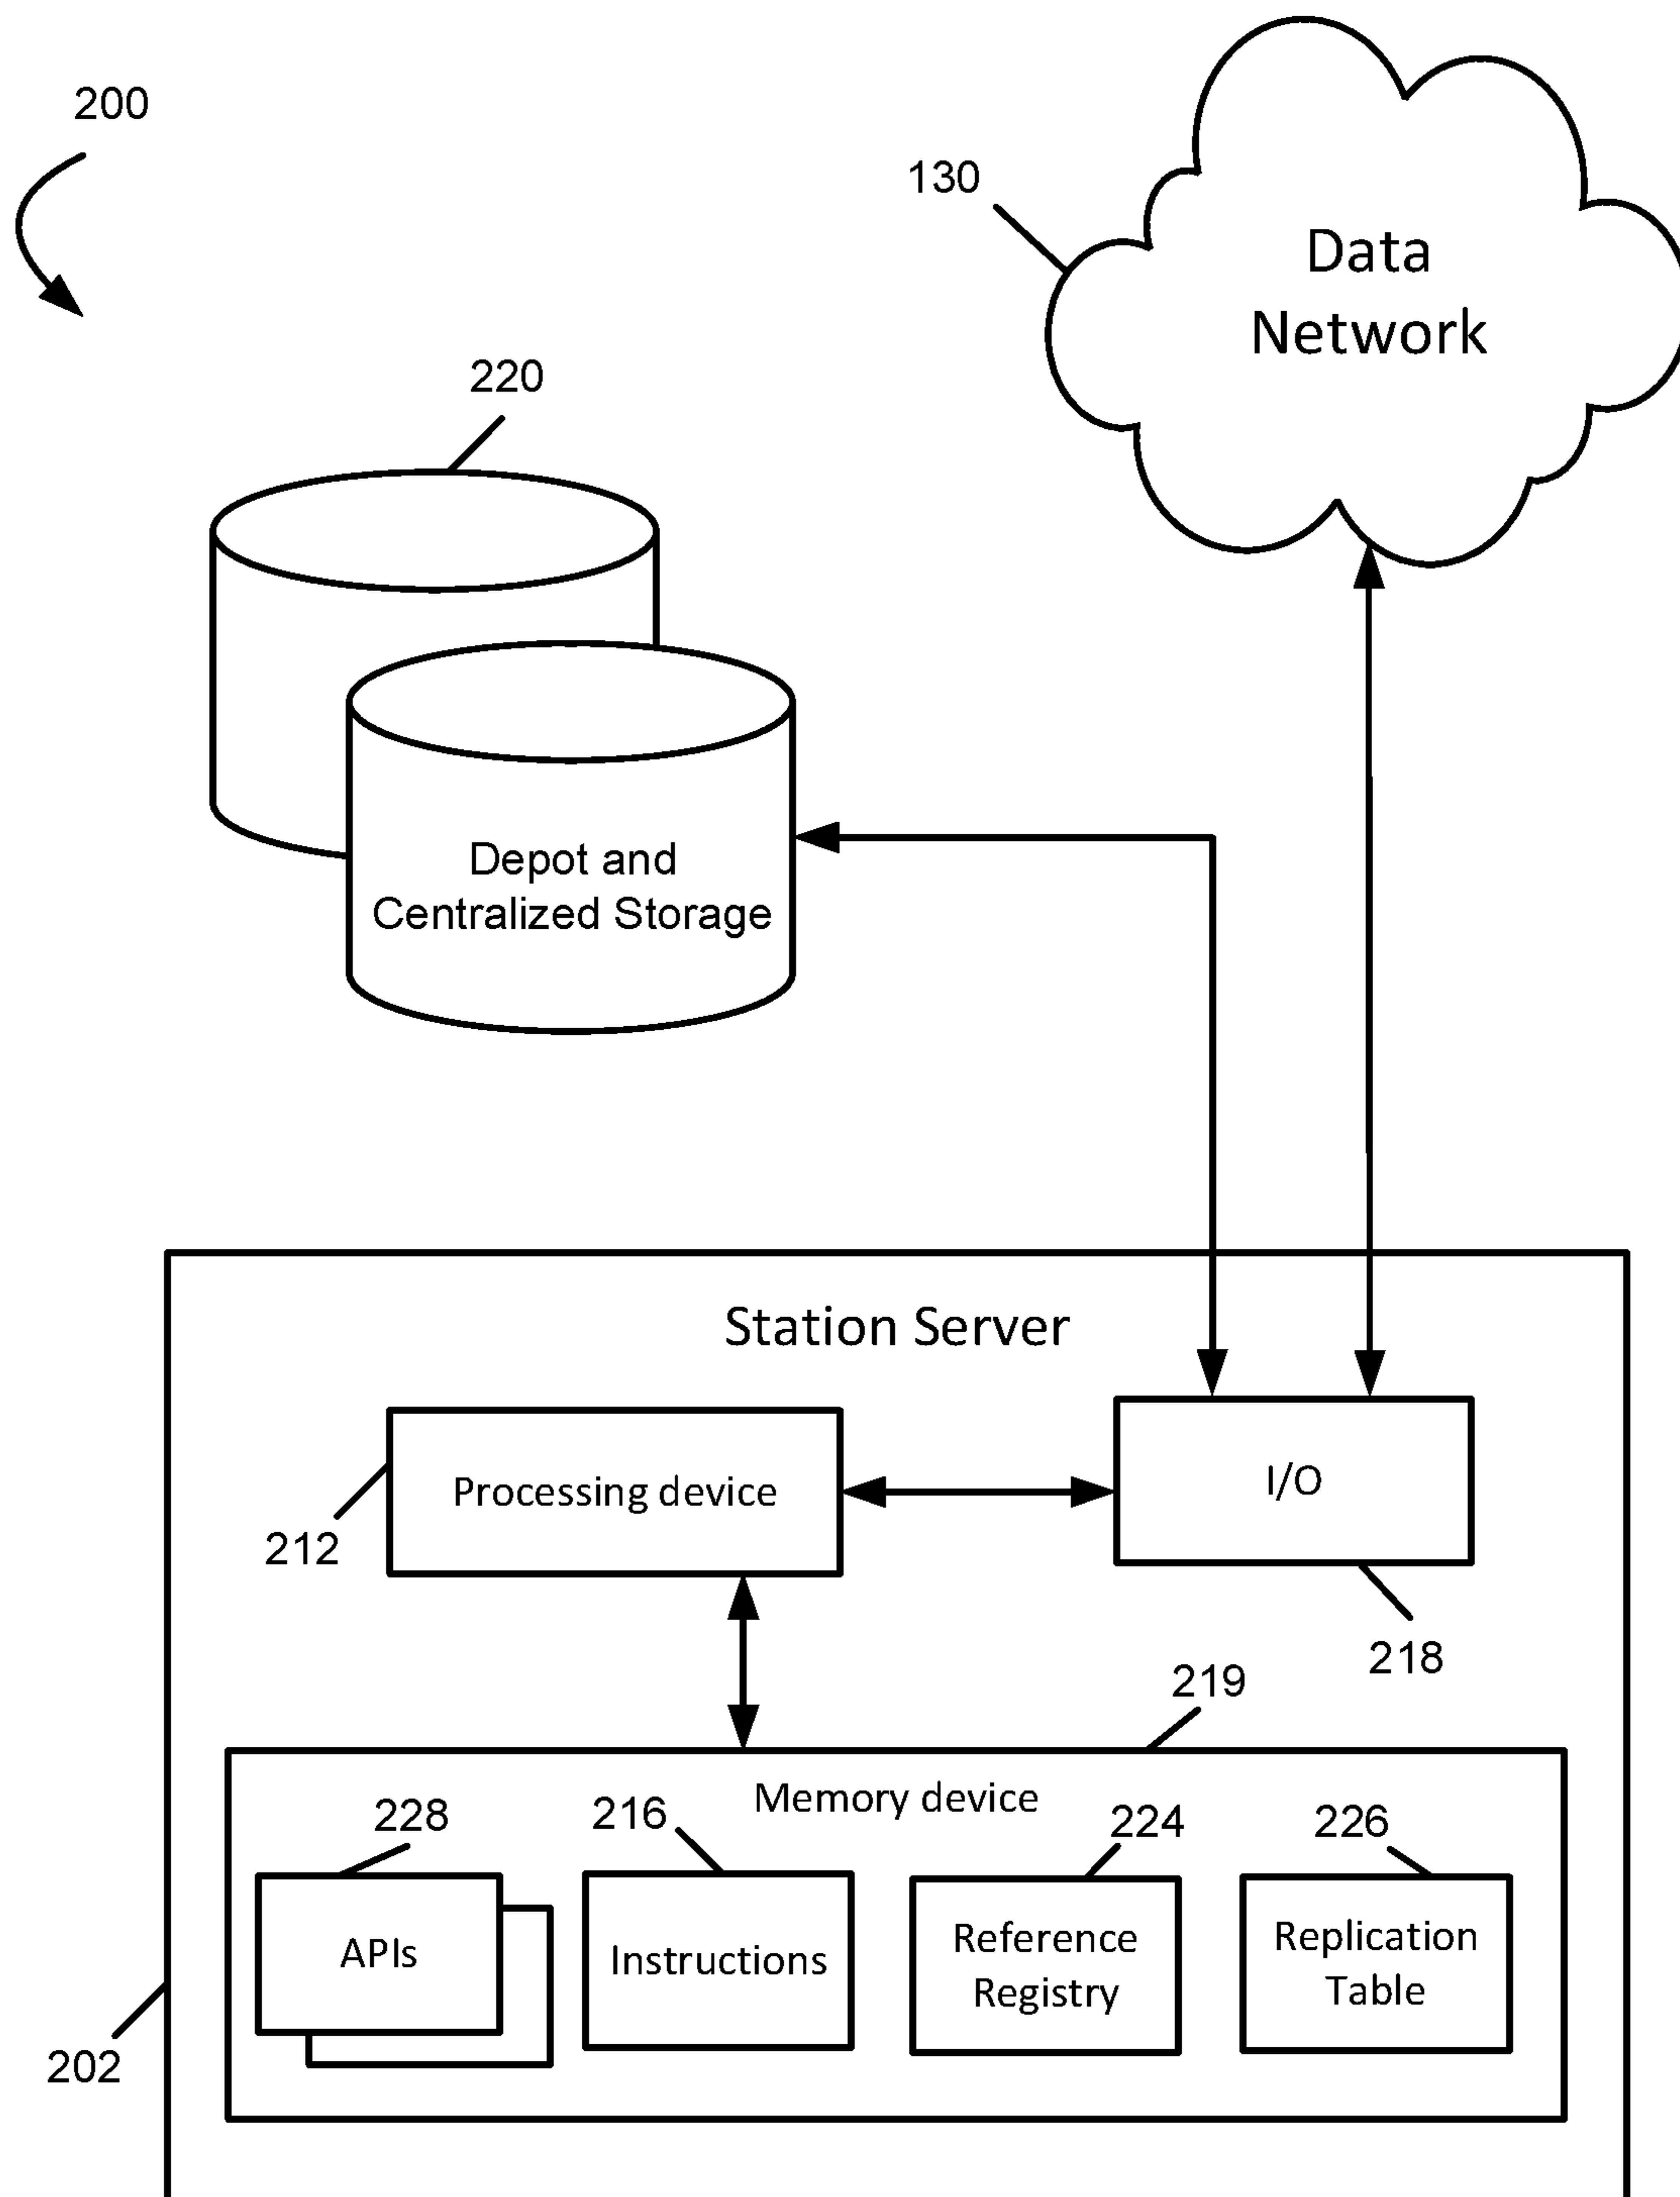 200
130
Data
Network
220
Depot and
Centralized Storage
Station Server
Processing device
I/O
212
218
219
Memory device
228
216
224
226
APIs
Instructions
Reference
Registry
Replication
Table
202